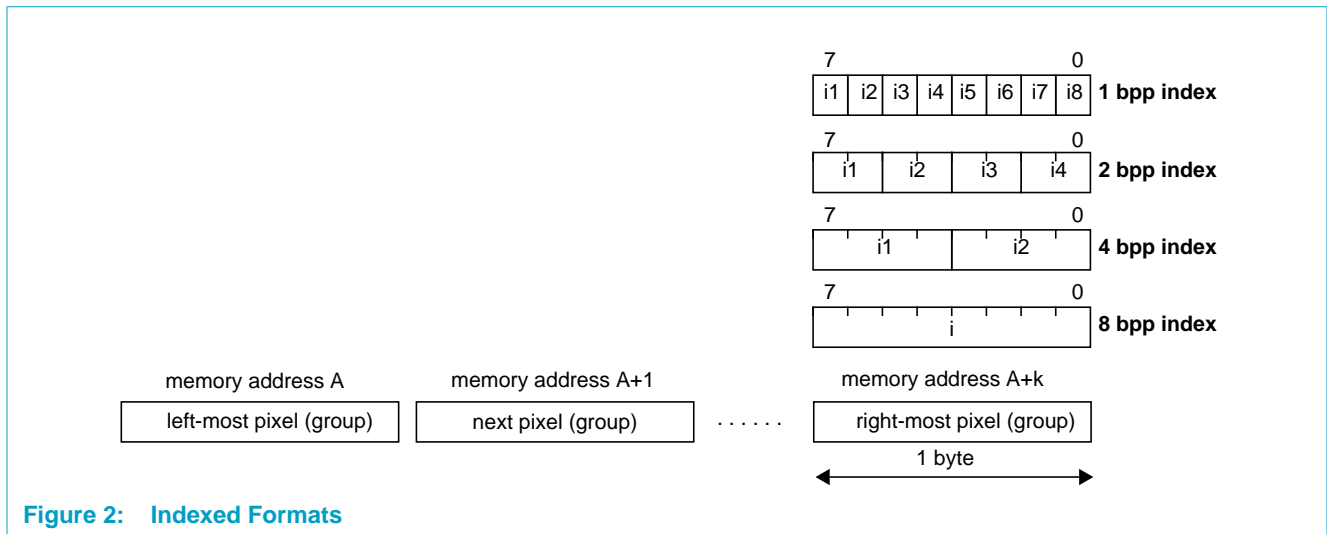 7 0
i1 i2 i3 i4 i5 i6 i7 i8 1 bpp index
7 0
i1 i2 i3 i4 2 bpp index
7 0
i1 i2 4 bpp index
7 0
i 8 bpp index
memory address A memory address A+1 memory address A+k
left-most pixel (group) next pixel (group) ...... right-most pixel (group)
1 byte
Figure 2: Indexed Formats